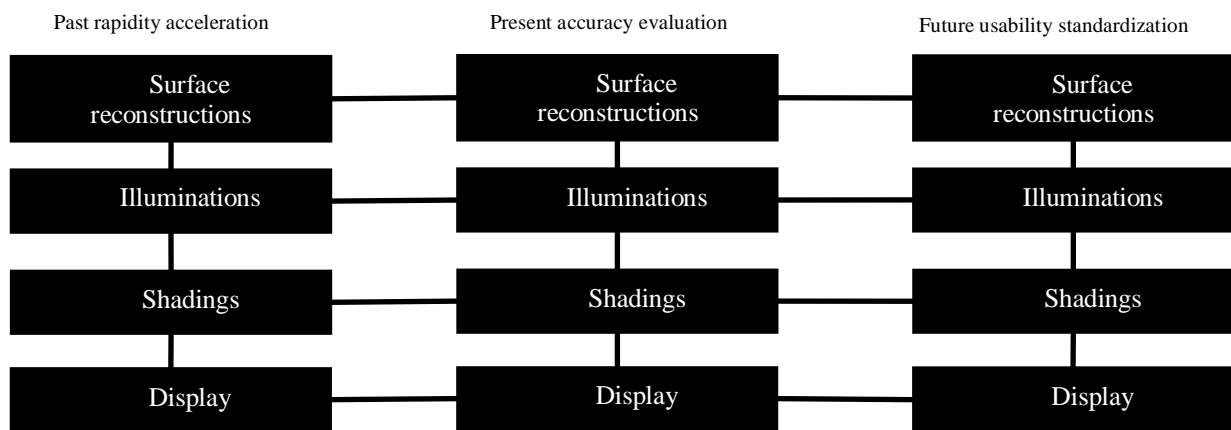 Past rapidity acceleration
Present accuracy evaluation
Future usability standardization
Surface
reconstructions
Surface
reconstructions
Surface
reconstructions
Illuminations
Illuminations
Illuminations
Shadings
Shadings
Shadings
Display
Display
Display